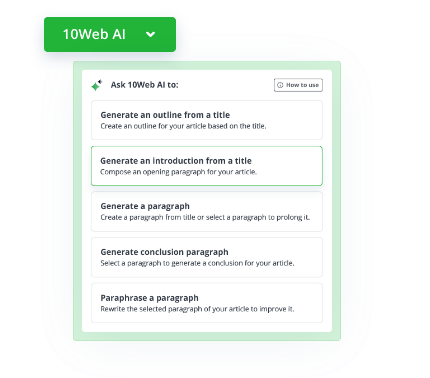 10Web AI
Ask 10Web AI to:
How to use
Generate an outline from a title
Create an outline for your article based on the title.
Generate an introduction from a title
Compose an opening paragraph for your article.
Generate a paragraph
Create a paragraph from title or select a paragraph to prolong it.
Generate conclusion paragraph
Select a paragraph to generate a conclusion for your article.
Paraphrase a paragraph
Rewrite the selected paragraph of your article to improve it.